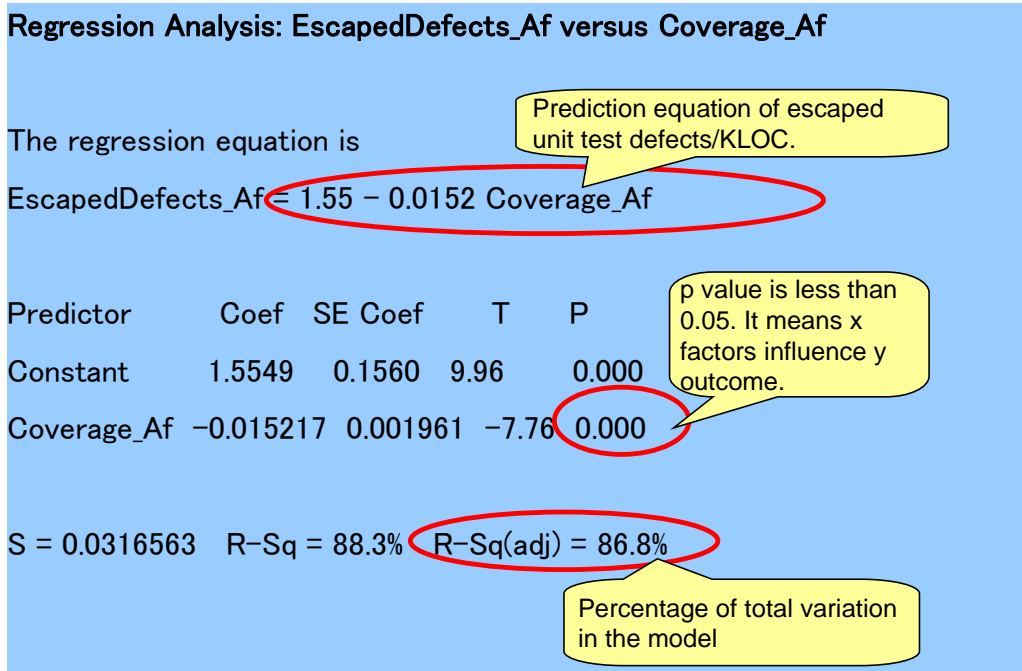 Regression Analysis: EscapedDefects_Af versus Coverage_Af
Prediction equation of escaped
unit test defects/KLOC.
The regression equation is
EscapedDefects_Af = 1.55 - 0.0152 Coverage_Af
p value is less than
0.05. It means x
factors influence y
outcome.
Predictor Coef SE Coef T P
Constant 1.5549 0.1560 9.96 0.000
Coverage_Af -0.015217 0.001961 -7.76 0.000
S = 0.0316563 R-Sq = 88.3% R-Sq(adj) = 86.8%
Percentage of total variation
in the model